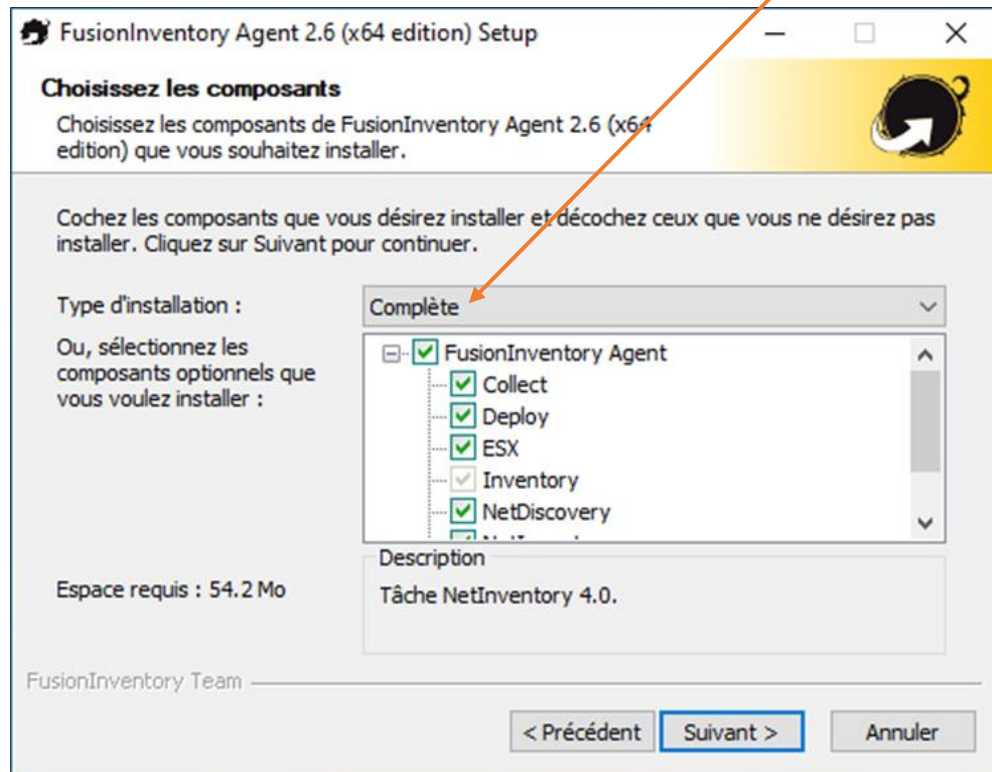 FusionInventory Agent 2.6 (x64 edition) Setup
Choisissez les composants
Choisissez les composants de FusionInventory Agent 2.6 (x64
edition) que vous souhaitez installer.
Cochez les composants que vous désirez installer et décochez ceux que vous ne désirez pas
installer. Cliquez sur Suivant pour continuer.
Type d'installation :
Complète
Ou, sélectionnez les
composants optionnels que
vous voulez installer :
FusionInventory Agent
Collect
Deploy
ESX
Inventory
NetDiscovery
Espace requis : 54.2 Mo
Description
Tâche NetInventory 4.0.
FusionInventory Team
< Précédent
Suivant >
Annuler